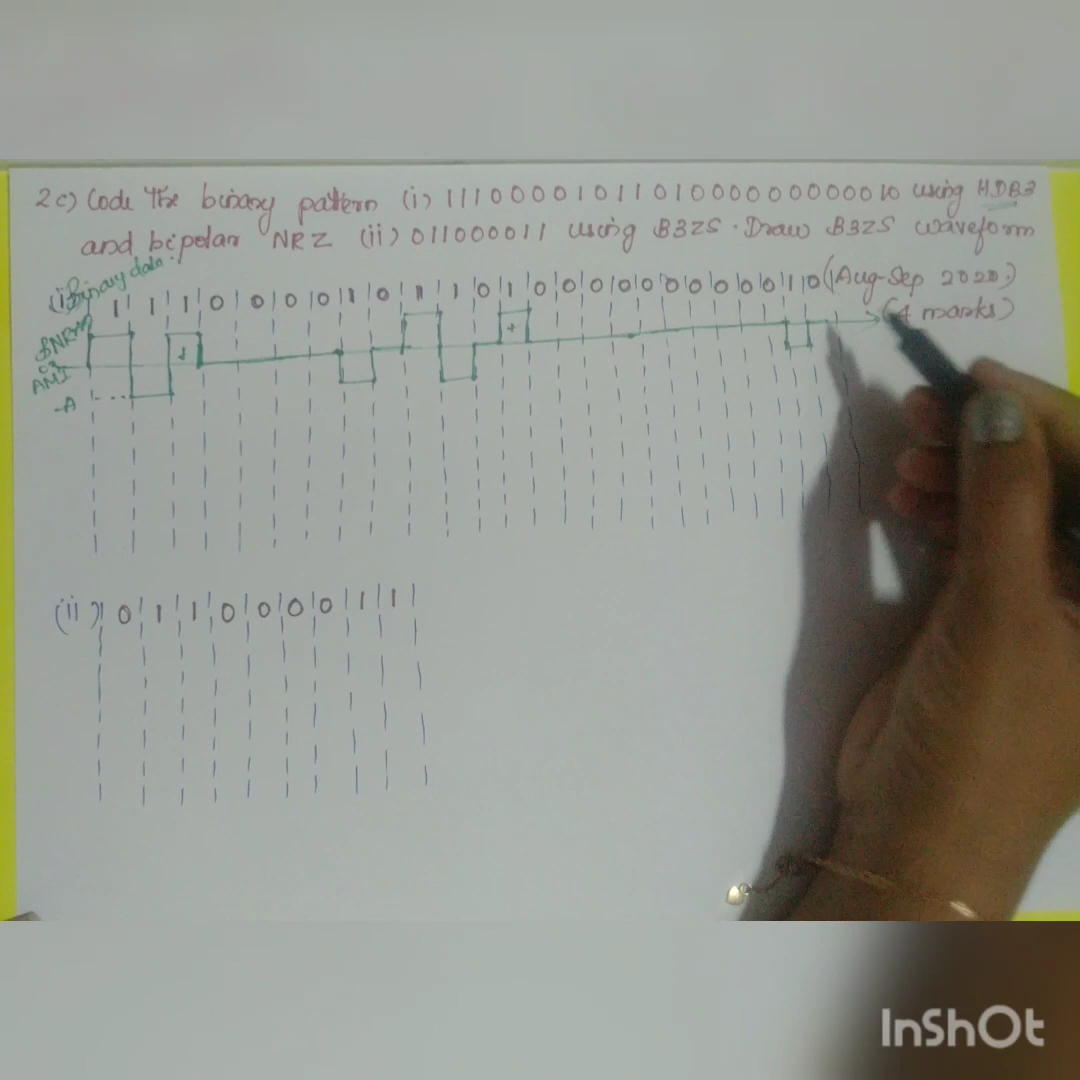 2c) Code the binary pattern (i) 1110000101101000000000010 using HDB3
and bipolar NRZ (ii) 011000011 using B3ZS. Draw B3ZS waveform
(Aug-Sep 2020)
(4 marks)
(i) Binary data:
1 1 1 0 0 0 0 1 0 1 1 0 1 0 0 0 0 0 0 0 0 0 1 0
BNRZ
or
AMI
-A
+
+
(ii) 0 1 1 0 0 0 0 1 1
InShOt